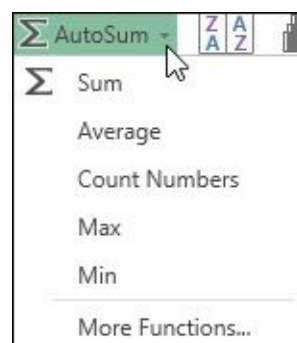 Σ AutoSum
Z A
A Z
Σ Sum
Average
Count Numbers
Max
Min
More Functions...